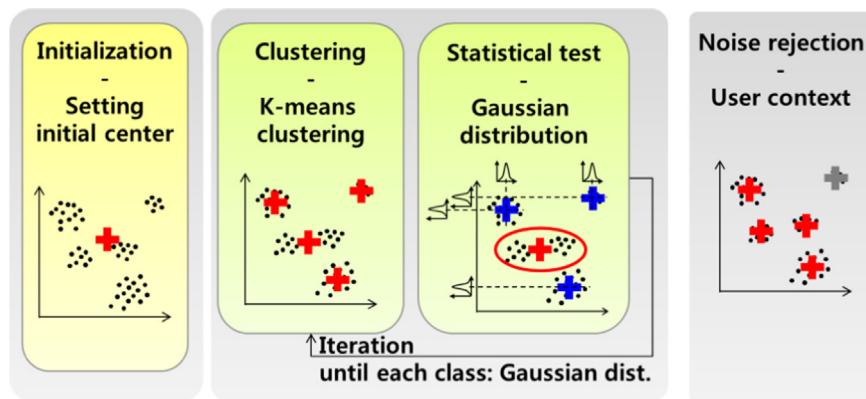 Initialization
-
Setting
initial center
Clustering
-
K-means
clustering
Statistical test
-
Gaussian
distribution
Iteration
until each class: Gaussian dist.
Noise rejection
-
User context